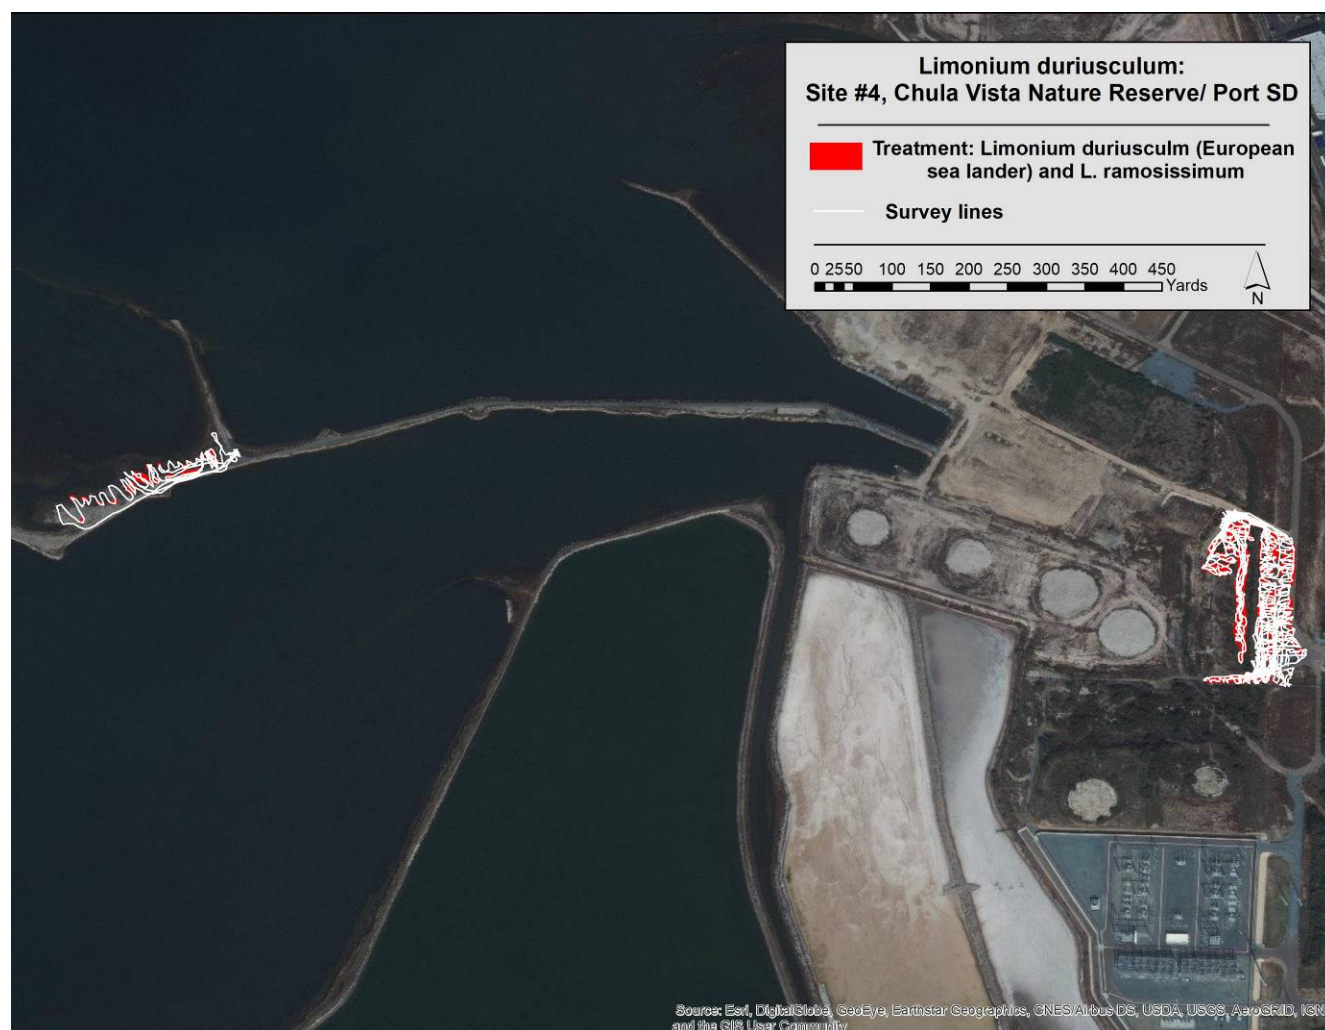 Limonium duriusculum:
Site #4, Chula Vista Nature Reserve/ Port SD
Treatment: Limonium duriusculm (European
sea lander) and L. ramosissimum
Survey lines
0 2550 100 150 200 250 300 350 400 450
Yards
N
Source: Esri, DigitalGlobe, GeoEye, Earthstar Geographics, CNES/Airbus DS, USDA, USGS, AeroGRID, IGN
and the GIS User Community